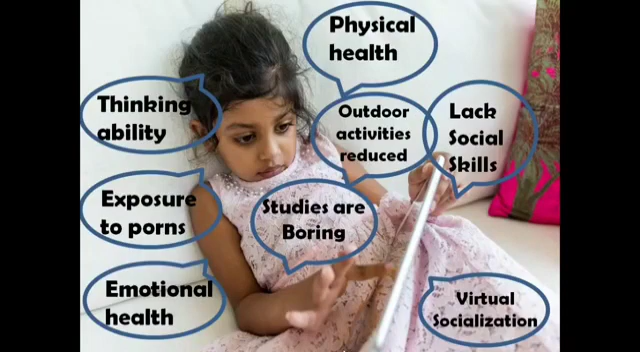 Physical
health
Thinking
ability
Outdoor
activities
reduced
Lack
Social
Skills
Exposure
to porns
Studies are
Boring
Emotional
health
Virtual
Socialization